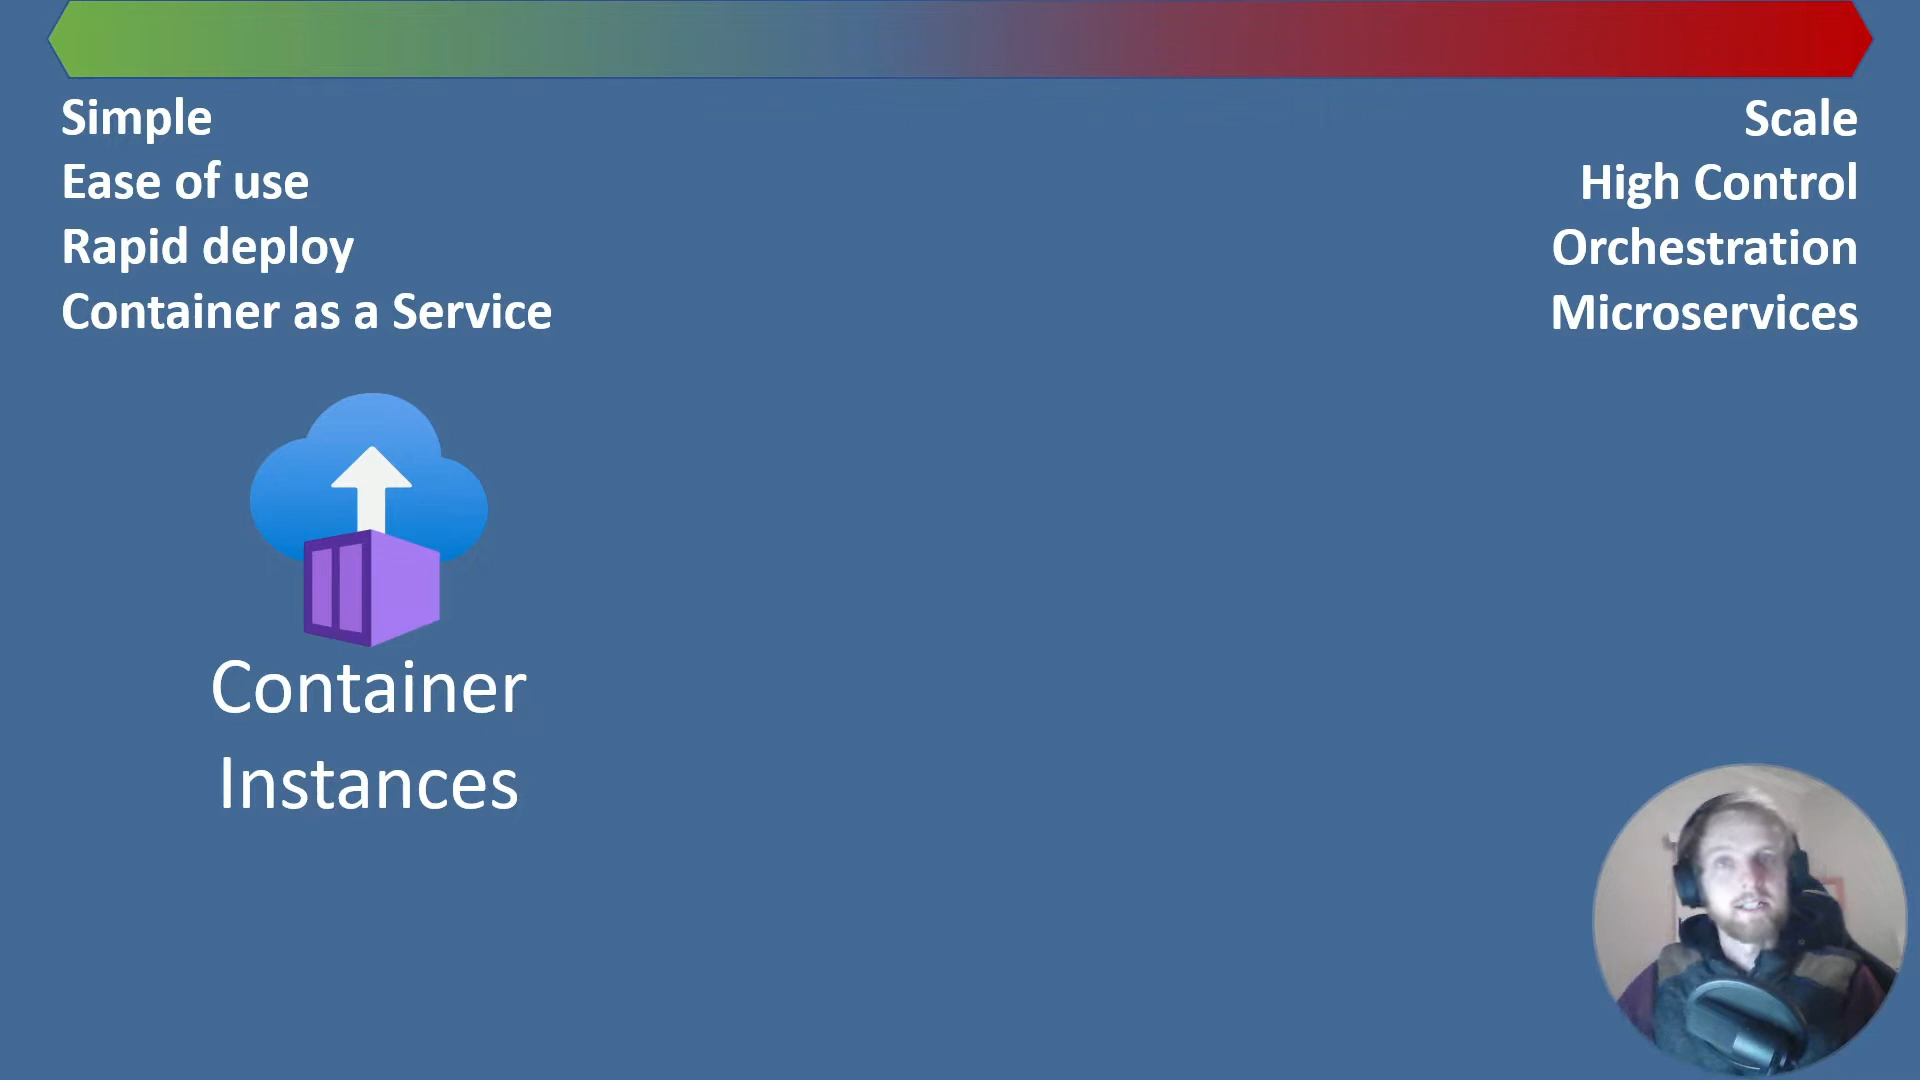 Simple
Ease of use
Rapid deploy
Container as a Service
Scale
High Control
Orchestration
Microservices
Container
Instances